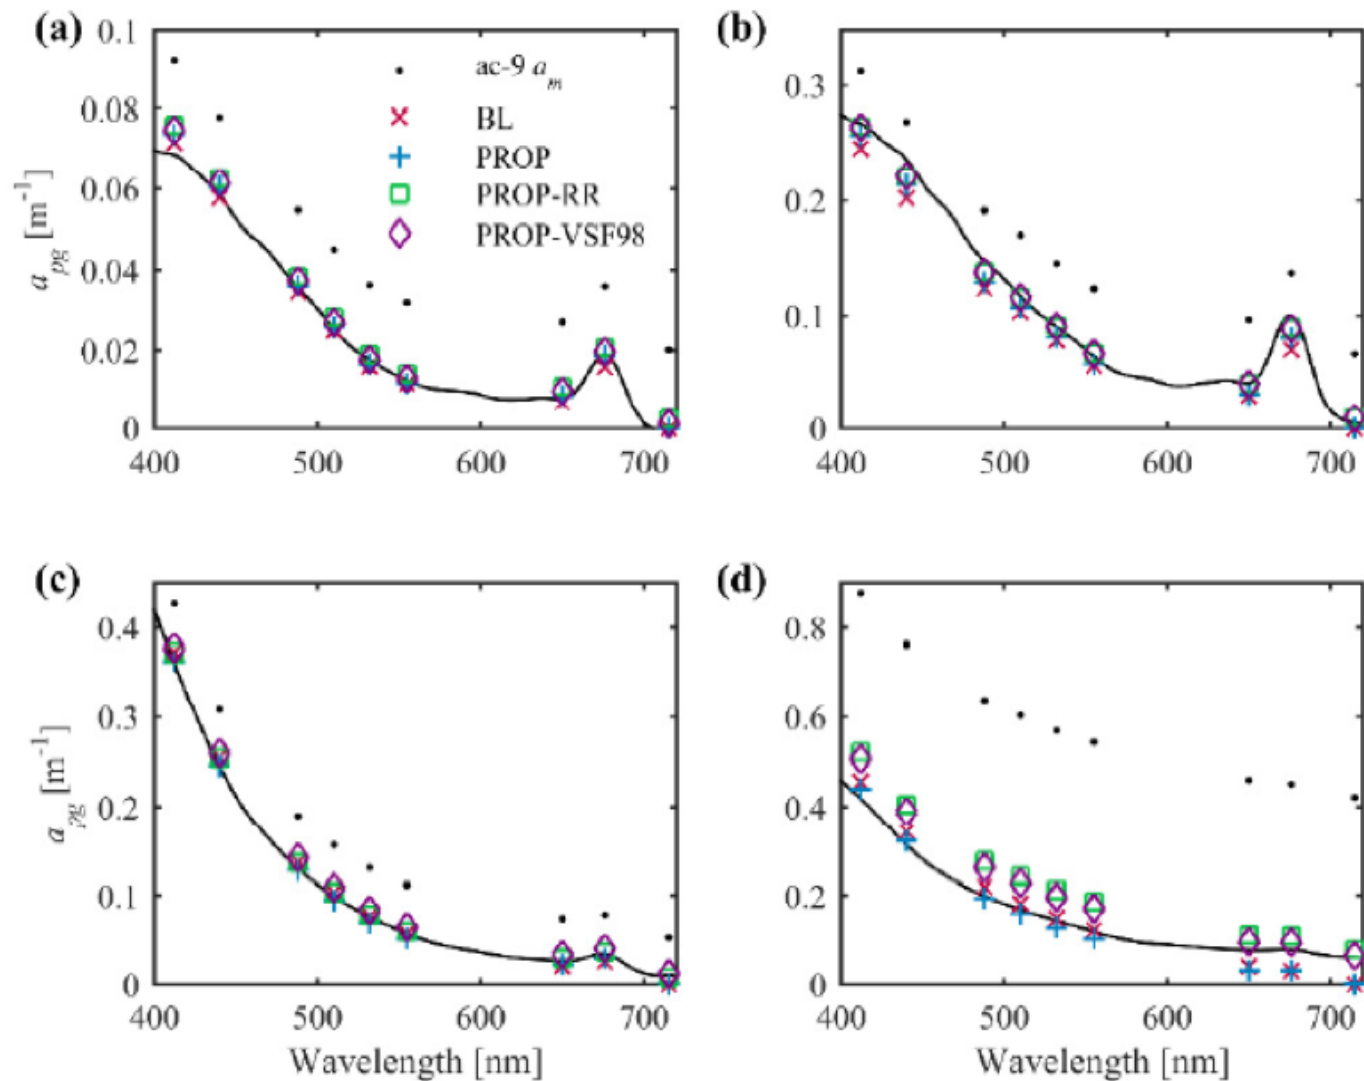 (a)
0.1
0.08
0.06
0.04
0.02
0
a_pg [m^-1]
400 500 600 700
ac-9 a_m
BL
PROP
PROP-RR
PROP-VSF98
(b)
0.3
0.2
0.1
0
400 500 600 700
(c)
0.4
0.3
0.2
0.1
0
a_pg [m^-1]
400 500 600 700
Wavelength [nm]
(d)
0.8
0.6
0.4
0.2
0
400 500 600 700
Wavelength [nm]